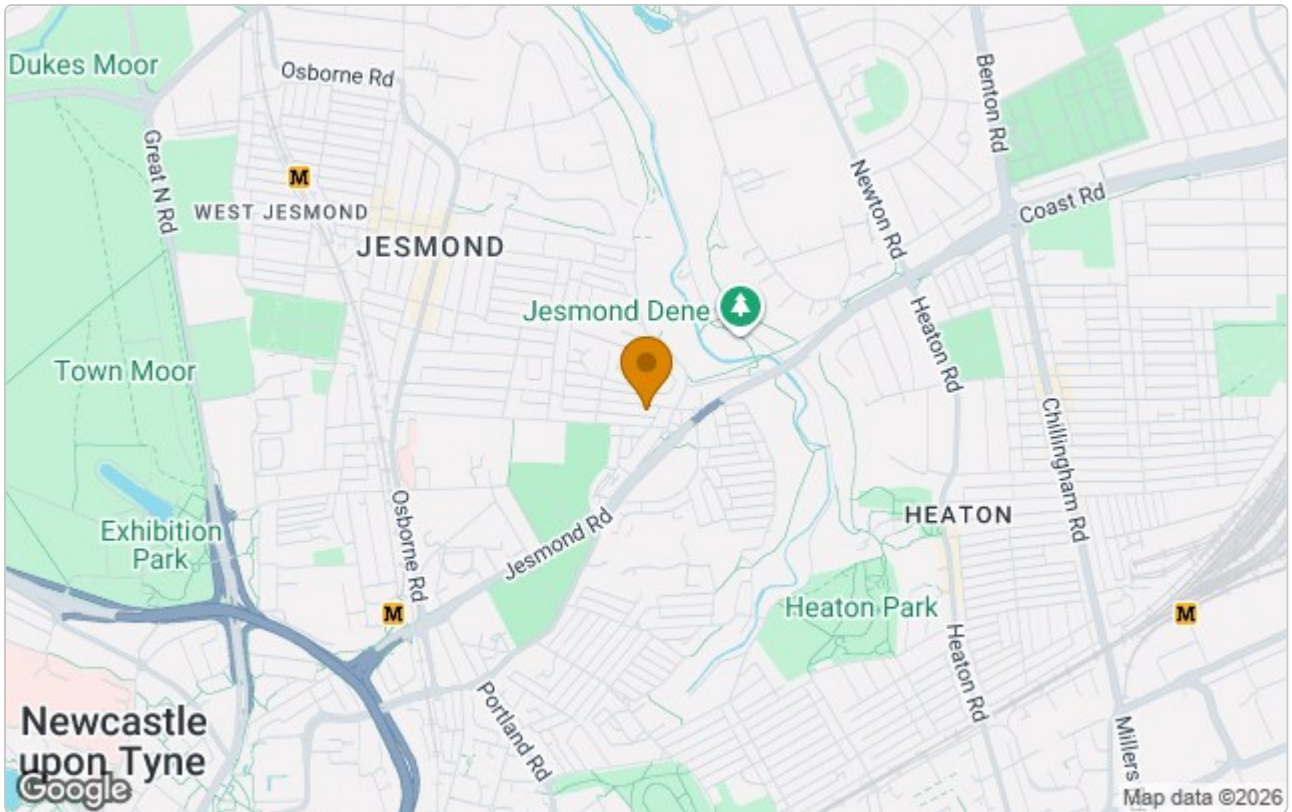 Dukes Moor
Osborne Rd
Benton Rd
Great N Rd
M
WEST JESMOND
JESMOND
Newton Rd
Coast Rd
Jesmond Dene
Heaton Rd
Town Moor
Chillingham Rd
Exhibition
Park
Osborne Rd
Jesmond Rd
HEATON
M
Heaton Park
M
Heaton Rd
Portland Rd
Newcastle
upon Tyne
Millers
Google
Map data ©2026